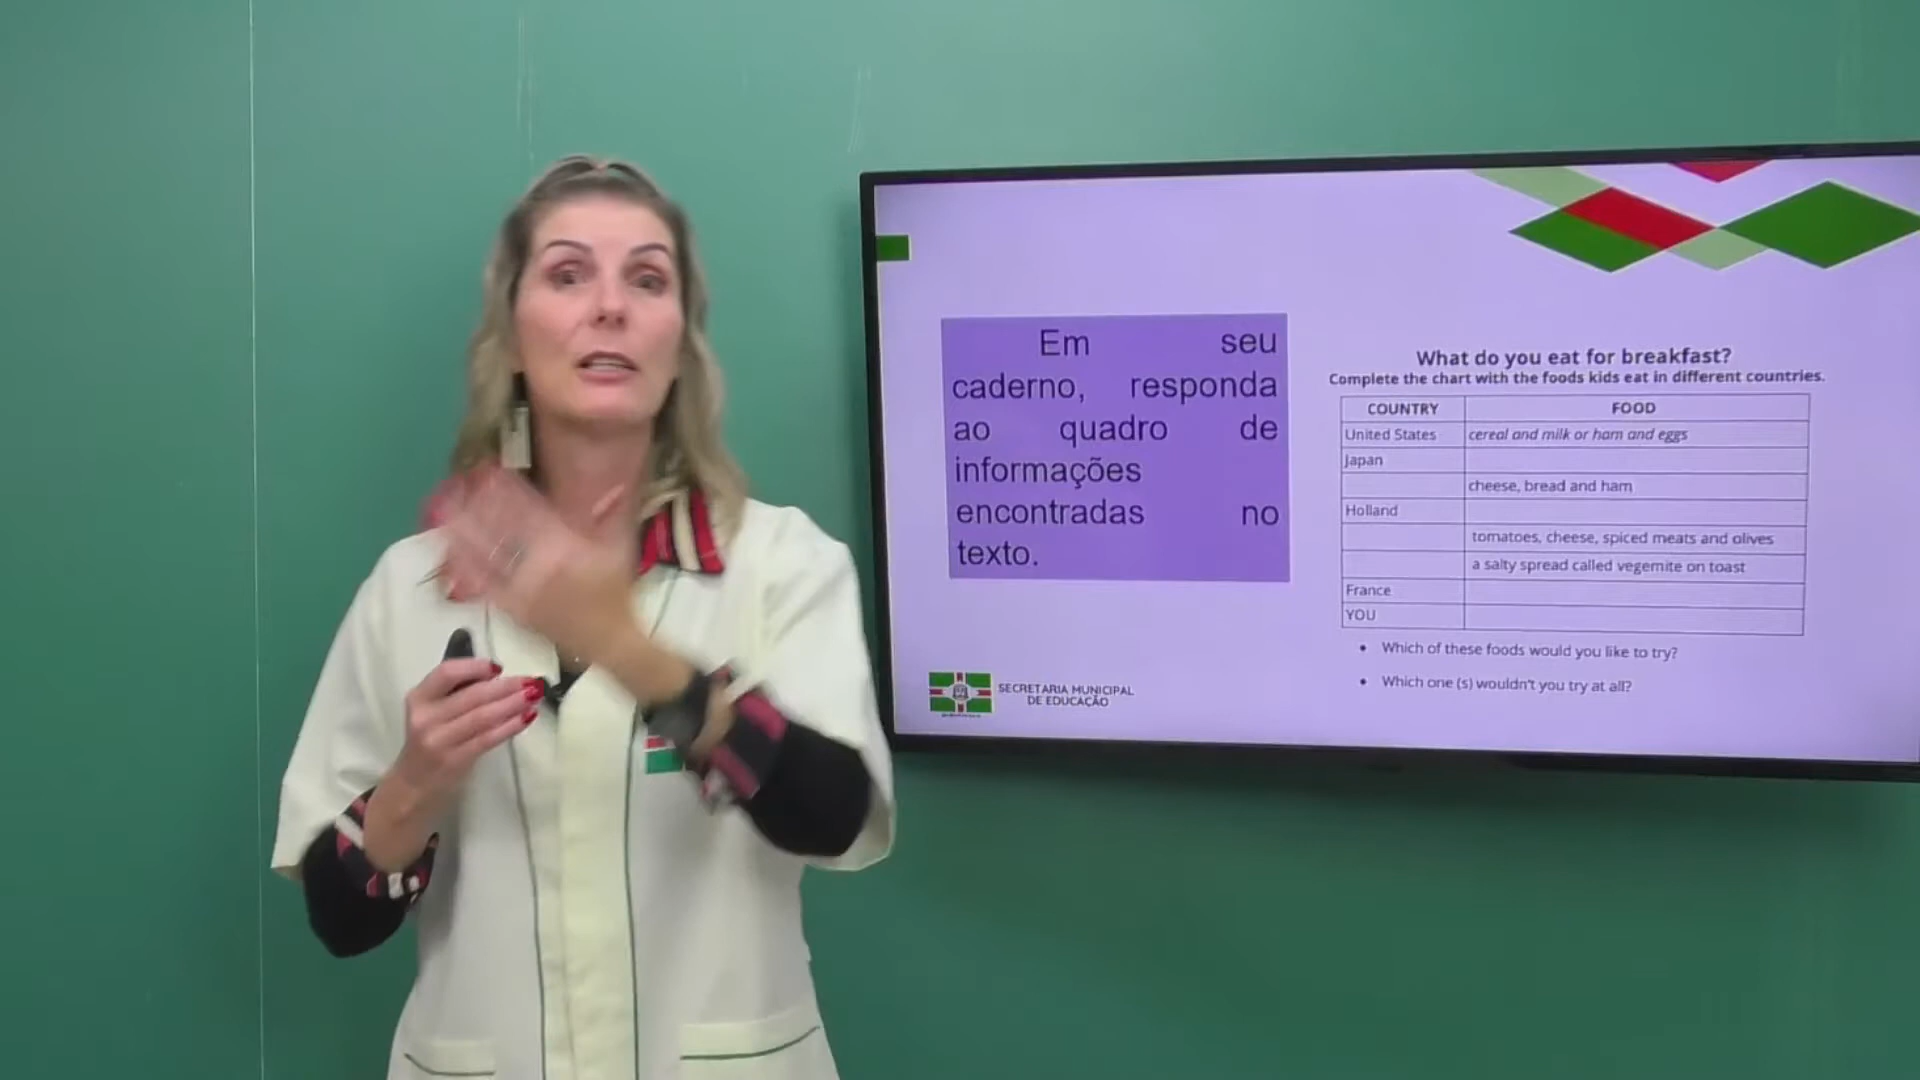 Em seu
caderno, responda
ao quadro de
informações
encontradas no
texto.
What do you eat for breakfast?
Complete the chart with the foods kids eat in different countries.
COUNTRY FOOD
United States cereal and milk or ham and eggs
Japan
cheese, bread and ham
Holland
tomatoes, cheese, spiced meats and olives
a salty spread called vegemite on toast
France
YOU
• Which of these foods would you like to try?
• Which one (s) wouldn't you try at all?
SECRETARIA MUNICIPAL
DE EDUCAÇÃO